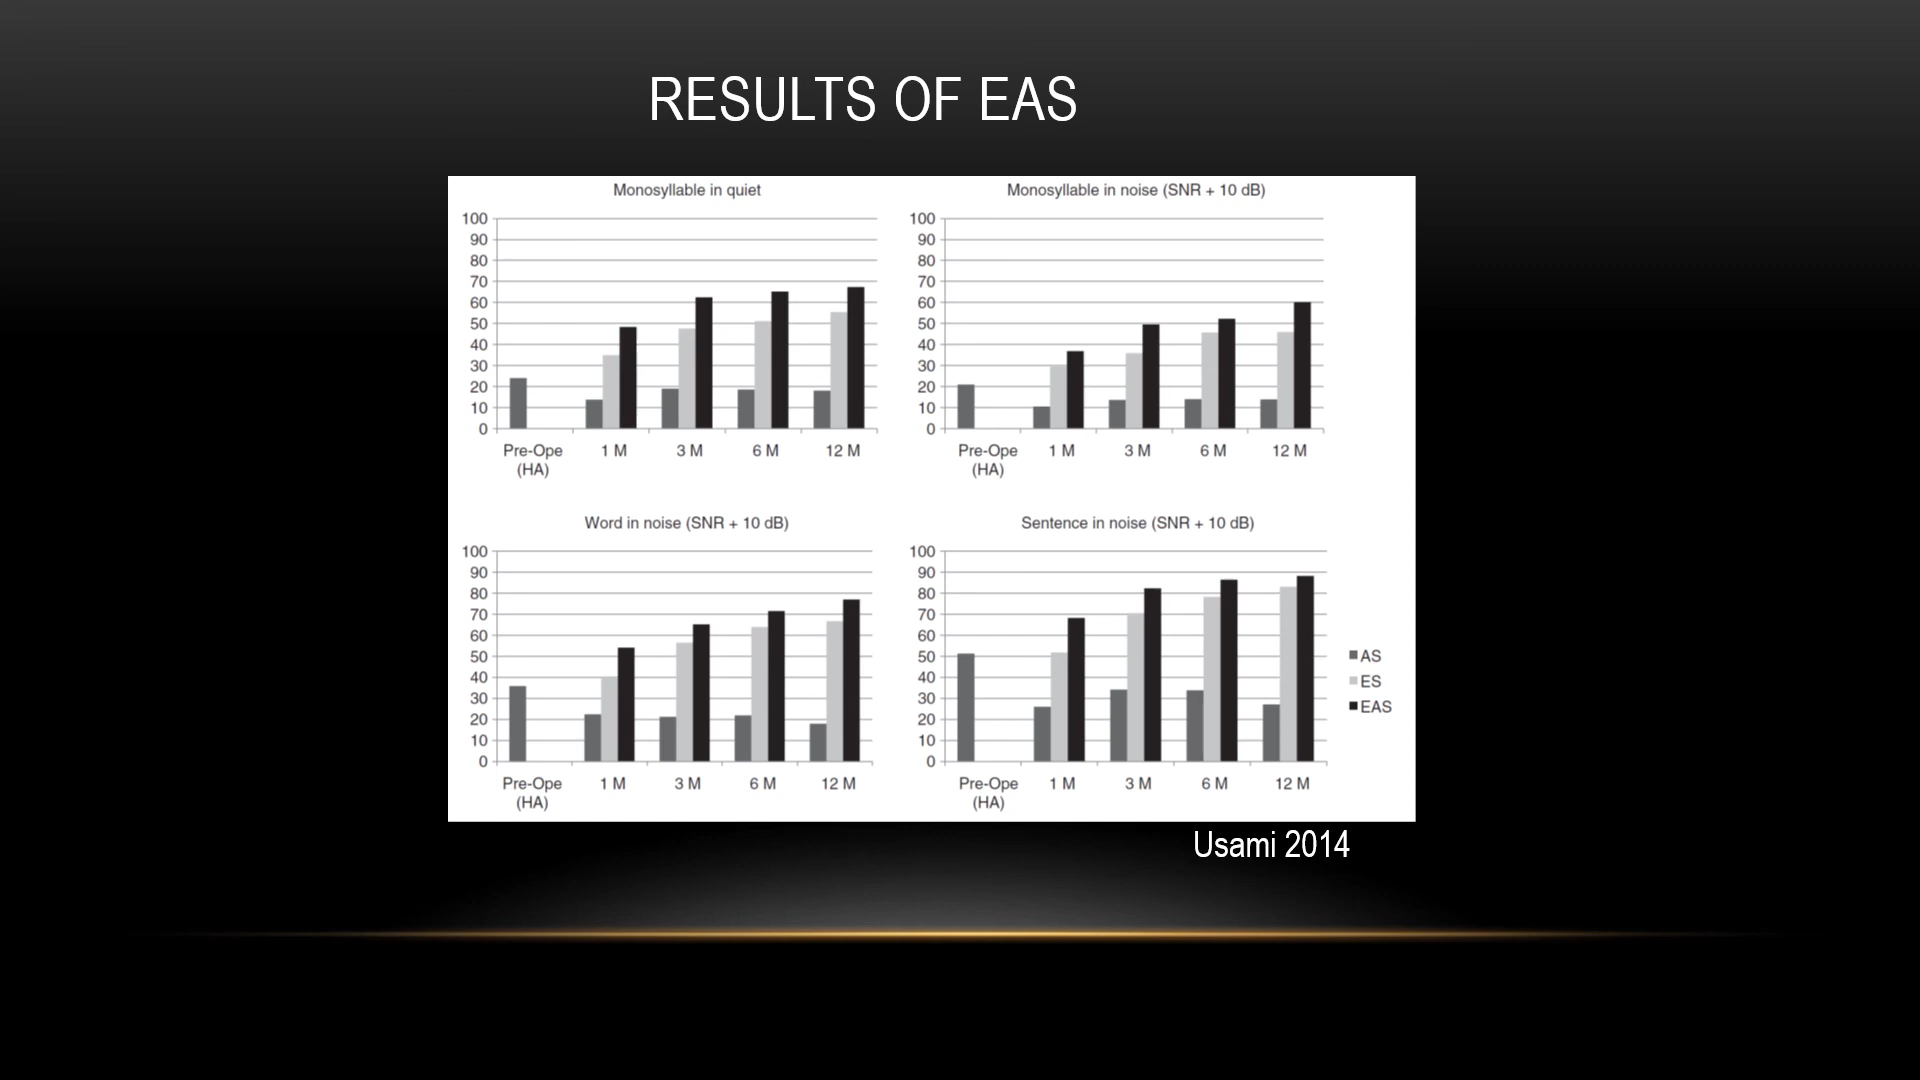 RESULTS OF EAS
Monosyllable in quiet
100
90
80
70
60
50
40
30
20
10
0
Pre-Ope (HA)
1 M
3 M
6 M
12 M
Monosyllable in noise (SNR + 10 dB)
100
90
80
70
60
50
40
30
20
10
0
Pre-Ope (HA)
1 M
3 M
6 M
12 M
Word in noise (SNR + 10 dB)
100
90
80
70
60
50
40
30
20
10
0
Pre-Ope (HA)
1 M
3 M
6 M
12 M
Sentence in noise (SNR + 10 dB)
100
90
80
70
60
50
40
30
20
10
0
Pre-Ope (HA)
1 M
3 M
6 M
12 M
AS
ES
EAS
Usami 2014